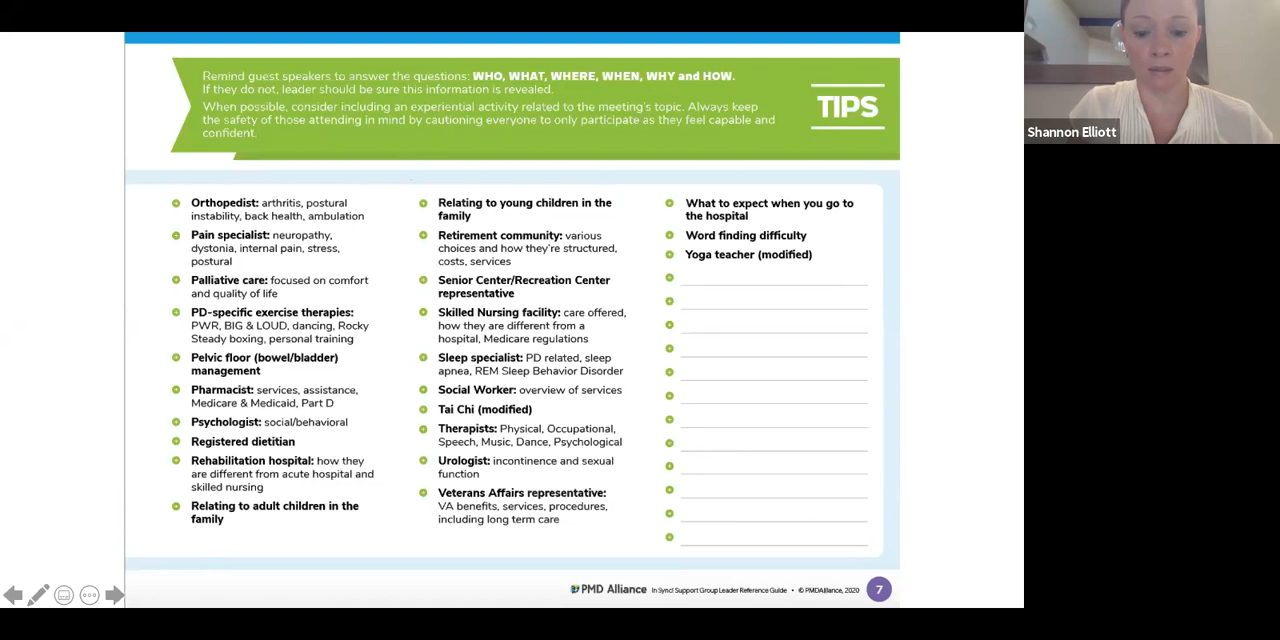 Remind guest speakers to answer the questions: WHO, WHAT, WHERE, WHEN, WHY and HOW.
If they do not, leader should be sure this information is revealed.
When possible, consider including an experiential activity related to the meeting's topic. Always keep
the safety of those attending in mind by cautioning everyone to only participate as they feel capable and
confident.
TIPS
Shannon Elliott
Orthopedist: arthritis, postural
instability, back health, ambulation
Pain specialist: neuropathy,
dystonia, internal pain, stress,
postural
Palliative care: focused on comfort
and quality of life
PD-specific exercise therapies:
PWR, BIG & LOUD, dancing, Rocky
Steady boxing, personal training
Pelvic floor (bowel/bladder)
management
Pharmacist: services, assistance,
Medicare & Medicaid, Part D
Psychologist: social/behavioral
Registered dietitian
Rehabilitation hospital: how they
are different from acute hospital and
skilled nursing
Relating to adult children in the
family
Relating to young children in the
family
Retirement community: various
choices and how they're structured,
costs, services
Senior Center/Recreation Center
representative
Skilled Nursing facility: care offered,
how they are different from a
hospital, Medicare regulations
Sleep specialist: PD related, sleep
apnea, REM Sleep Behavior Disorder
Social Worker: overview of services
Tai Chi (modified)
Therapists: Physical, Occupational,
Speech, Music, Dance, Psychological
Urologist: incontinence and sexual
function
Veterans Affairs representative:
VA benefits, services, procedures,
including long term care
What to expect when you go to
the hospital
Word finding difficulty
Yoga teacher (modified)
PMD Alliance In Sync! Support Group Leader Reference Guide • © PMDAlliance, 2020 7